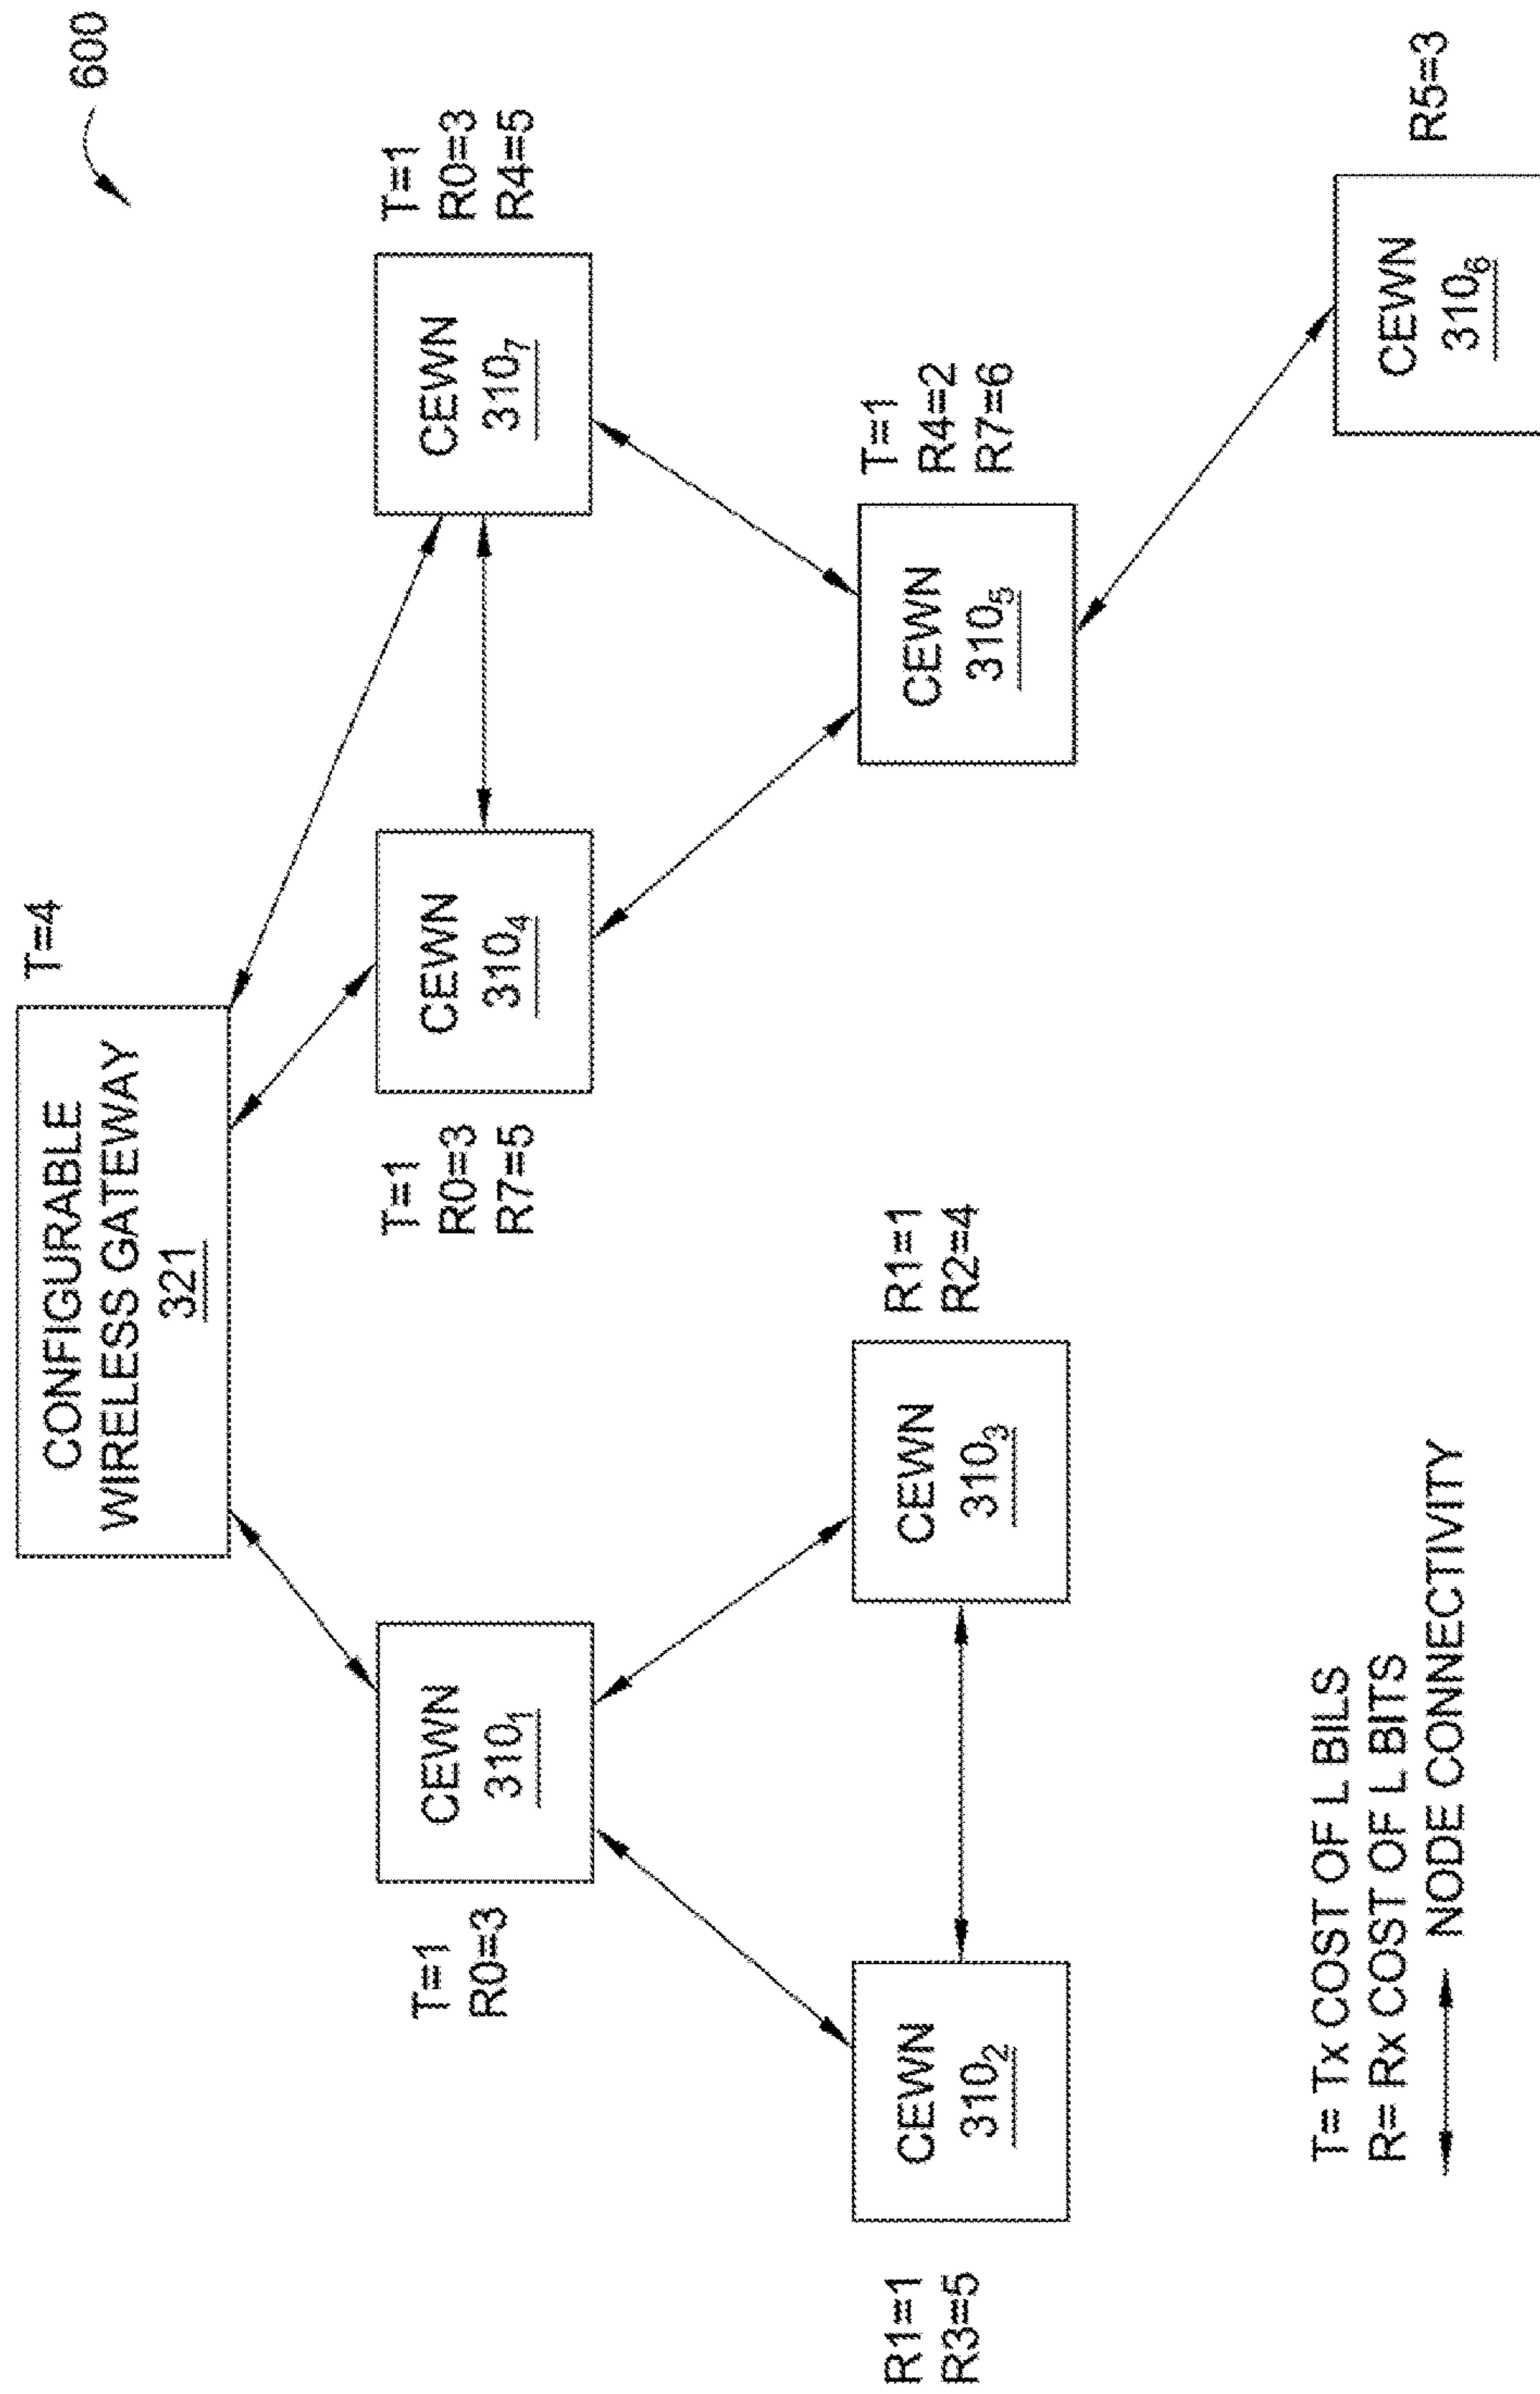 600
CONFIGURABLE
WIRELESS GATEWAY
321
T=4
T=1
R0=3
CEWN
310₁
T=1
R0=3
R7=5
CEWN
310₄
CEWN
310₇
T=1
R0=3
R4=5
R1=1
R3=5
CEWN
310₂
CEWN
310₃
R1=1
R2=4
CEWN
310₅
T=1
R4=2
R7=6
CEWN
310₆
R5=3
T= Tx COST OF L BILS
R= Rx COST OF L BITS
NODE CONNECTIVITY